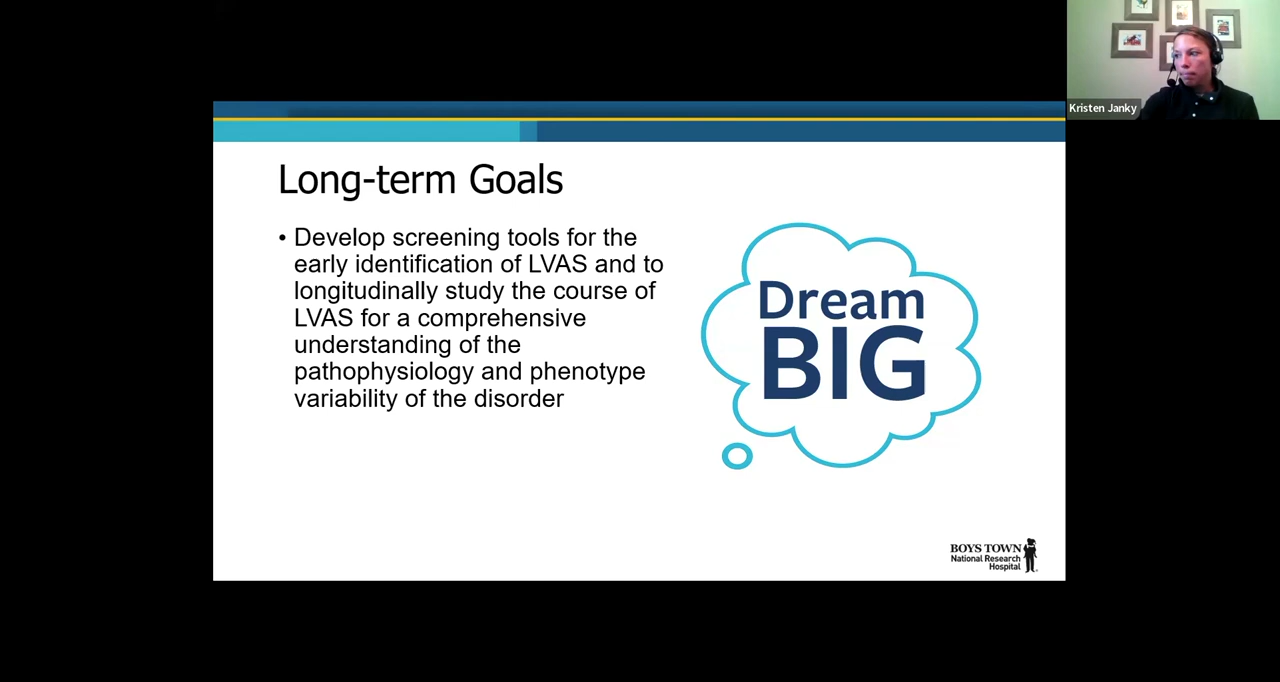 Kristen Janky
Long-term Goals
• Develop screening tools for the
early identification of LVAS and to
longitudinally study the course of
LVAS for a comprehensive
understanding of the
pathophysiology and phenotype
variability of the disorder
Dream
BIG
BOYS TOWN
National Research
Hospital